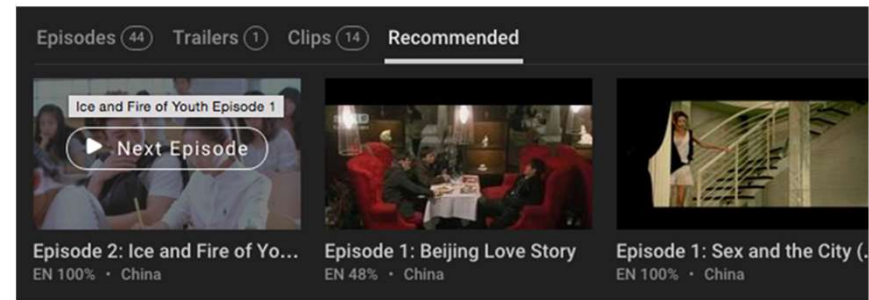 Episodes 44 Trailers 1 Clips 14 Recommended
Ice and Fire of Youth Episode 1
Next Episode
Episode 2: Ice and Fire of Yo...
EN 100% • China
Episode 1: Beijing Love Story
EN 48% • China
Episode 1: Sex and the City (.
EN 100% • China